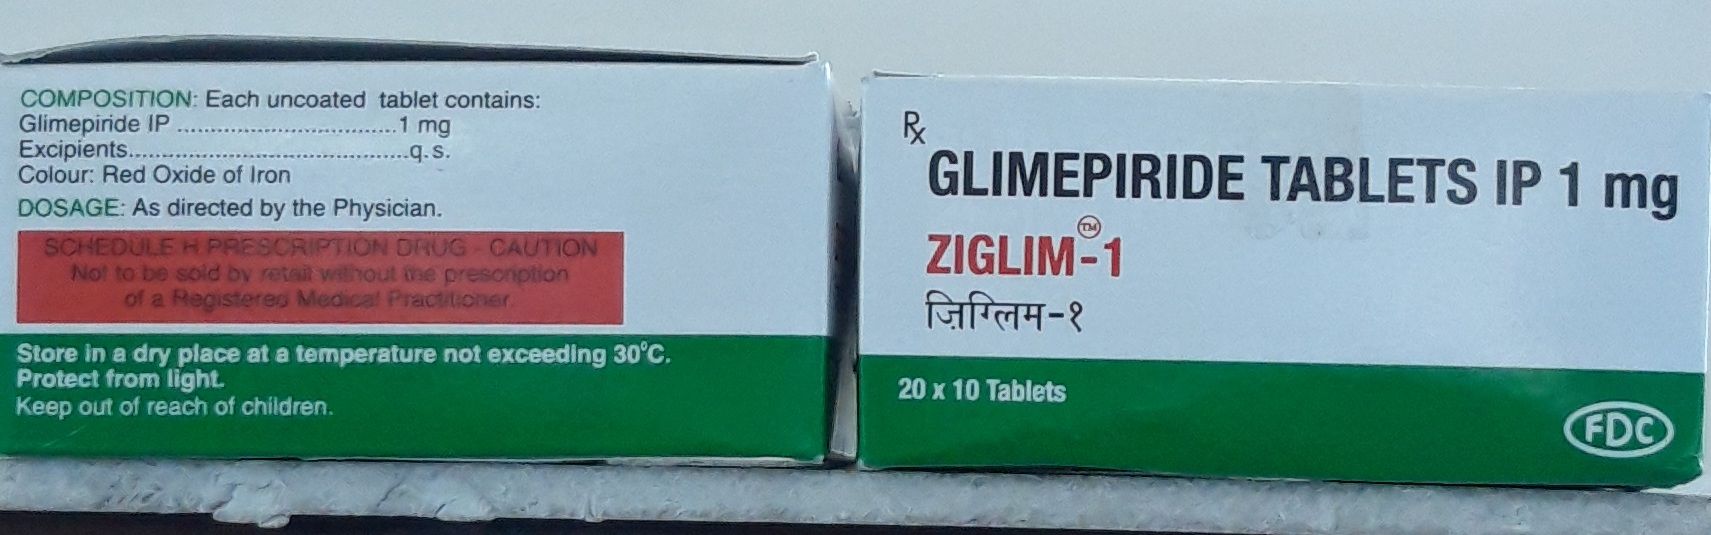 COMPOSITION: Each uncoated tablet contains:
Glimepiride IP ..................................1 mg
Excipients..........................................q.s.
Colour: Red Oxide of Iron
DOSAGE: As directed by the Physician.
SCHEDULE H PRESCRIPTION DRUG - CAUTION
Not to be sold by retail without the prescription
of a Registered Medical Practitioner.
Store in a dry place at a temperature not exceeding 30°C.
Protect from light.
Keep out of reach of children.
Rx
GLIMEPIRIDE TABLETS IP 1 mg
ZIGLIM™-1
ज़िग्लिम-१
20 x 10 Tablets
FDC